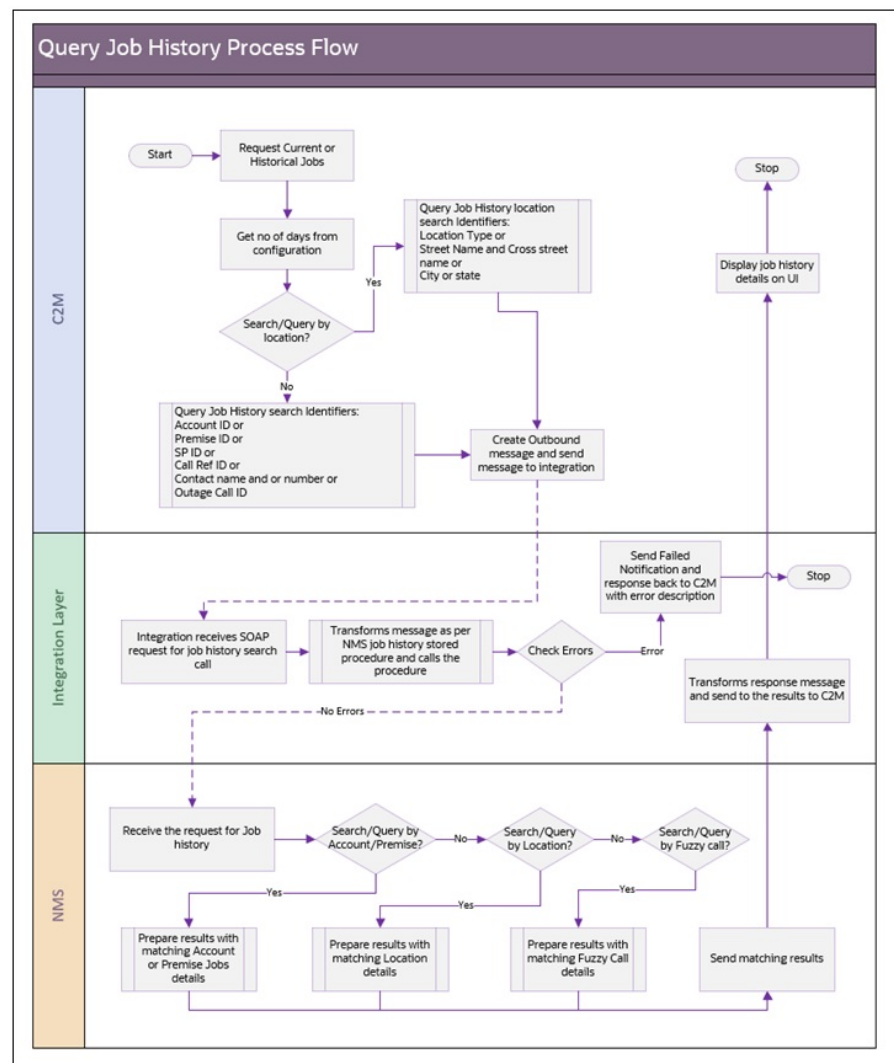 Query Job History Process Flow
C2M
Start
Request Current or
Historical Jobs
Get no of days from
configuration
Search/Query by
location?
Yes
Query Job History location
search Identifiers:
Location Type or
Street Name and Cross street
name or
City or state
No
Query Job History search Identifiers:
Account ID or
Premise ID or
SP ID or
Call Ref ID or
Contact name and or number or
Outage Call ID
Create Outbound
message and send
message to integration
Stop
Display job history
details on UI
Integration Layer
Integration receives SOAP
request for job history search
call
Transforms message as per
NMS job history stored
procedure and calls the
procedure
Check Errors
Error
Send Failed
Notification and
response back to C2M
with error description
Stop
No Errors
Transforms response message
and send to the results to C2M
NMS
Receive the request for Job
history
Search/Query by
Account/Premise?
No
Search/Query
by Location?
No
Search/Query
by Fuzzy call?
Yes
Yes
Yes
Prepare results with
matching Account
or Premise Jobs
details
Prepare results with
matching Location
details
Prepare results with
matching Fuzzy Call
details
Send matching results